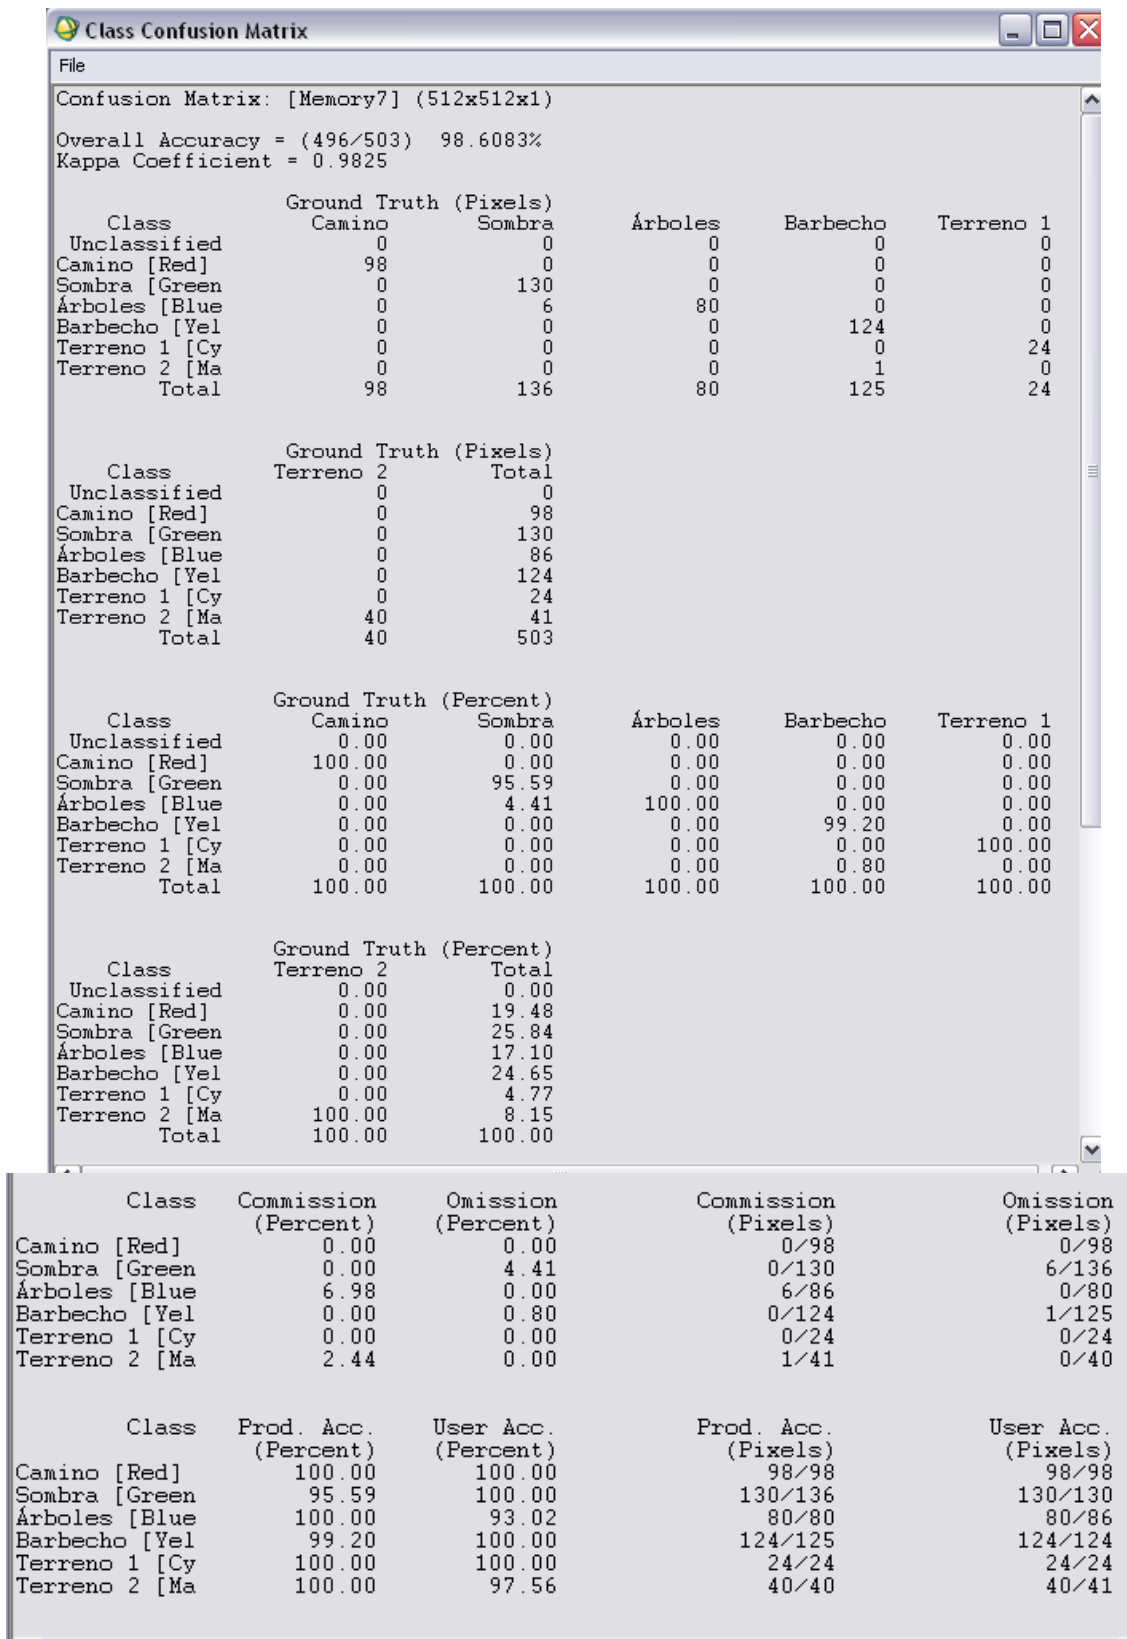 Class Confusion Matrix
File
Confusion Matrix: [Memory7] (512x512x1)
Overall Accuracy = (496/503) 98.6083%
Kappa Coefficient = 0.9825
Ground Truth (Pixels)
Class Camino Sombra Árboles Barbecho Terreno 1
Unclassified 0 0 0 0 0
Camino [Red] 98 0 0 0 0
Sombra [Green 0 130 0 0 0
Árboles [Blue 0 6 80 0 0
Barbecho [Yel 0 0 0 124 0
Terreno 1 [Cy 0 0 0 0 24
Terreno 2 [Ma 0 0 0 1 0
Total 98 136 80 125 24
Ground Truth (Pixels)
Class Terreno 2 Total
Unclassified 0 0
Camino [Red] 0 98
Sombra [Green 0 130
Árboles [Blue 0 86
Barbecho [Yel 0 124
Terreno 1 [Cy 0 24
Terreno 2 [Ma 40 41
Total 40 503
Ground Truth (Percent)
Class Camino Sombra Árboles Barbecho Terreno 1
Unclassified 0.00 0.00 0.00 0.00 0.00
Camino [Red] 100.00 0.00 0.00 0.00 0.00
Sombra [Green 0.00 95.59 0.00 0.00 0.00
Árboles [Blue 0.00 4.41 100.00 0.00 0.00
Barbecho [Yel 0.00 0.00 0.00 99.20 0.00
Terreno 1 [Cy 0.00 0.00 0.00 0.00 100.00
Terreno 2 [Ma 0.00 0.00 0.00 0.80 0.00
Total 100.00 100.00 100.00 100.00 100.00
Ground Truth (Percent)
Class Terreno 2 Total
Unclassified 0.00 0.00
Camino [Red] 0.00 19.48
Sombra [Green 0.00 25.84
Árboles [Blue 0.00 17.10
Barbecho [Yel 0.00 24.65
Terreno 1 [Cy 0.00 4.77
Terreno 2 [Ma 100.00 8.15
Total 100.00 100.00
Class Commission Omission Commission Omission
(Percent) (Percent) (Pixels) (Pixels)
Camino [Red] 0.00 0.00 0/98 0/98
Sombra [Green 0.00 4.41 0/130 6/136
Árboles [Blue 6.98 0.00 6/86 0/80
Barbecho [Yel 0.00 0.80 0/124 1/125
Terreno 1 [Cy 0.00 0.00 0/24 0/24
Terreno 2 [Ma 2.44 0.00 1/41 0/40
Class Prod. Acc. User Acc. Prod. Acc. User Acc.
(Percent) (Percent) (Pixels) (Pixels)
Camino [Red] 100.00 100.00 98/98 98/98
Sombra [Green 95.59 100.00 130/136 130/130
Árboles [Blue 100.00 93.02 80/80 80/86
Barbecho [Yel 99.20 100.00 124/125 124/124
Terreno 1 [Cy 100.00 100.00 24/24 24/24
Terreno 2 [Ma 100.00 97.56 40/40 40/41